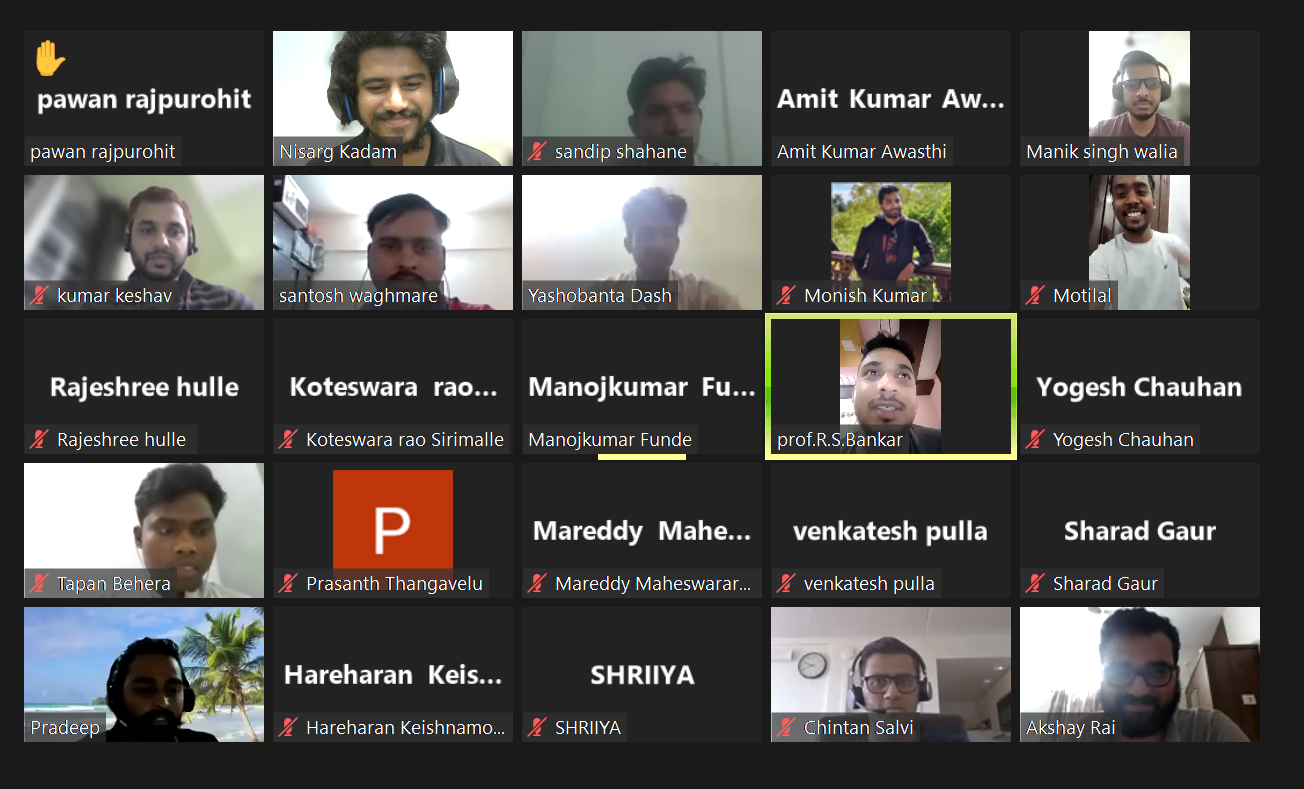 pawan rajpurohit
pawan rajpurohit
Nisarg Kadam
sandip shahane
Amit Kumar Aw...
Amit Kumar Awasthi
Manik singh walia
kumar keshav
santosh waghmare
Yashobanta Dash
Monish Kumar .
Motilal
Rajeshree hulle
Rajeshree hulle
Koteswara rao...
Koteswara rao Sirimalle
Manojkumar Fu...
Manojkumar Funde
prof.R.S.Bankar
Yogesh Chauhan
Yogesh Chauhan
Tapan Behera
P
Prasanth Thangavelu
Mareddy Mahe...
Mareddy Maheswarar...
venkatesh pulla
venkatesh pulla
Sharad Gaur
Sharad Gaur
Pradeep
Hareharan Keis...
Hareharan Keishnamo...
SHRIIYA
SHRIIYA
Chintan Salvi
Akshay Rai